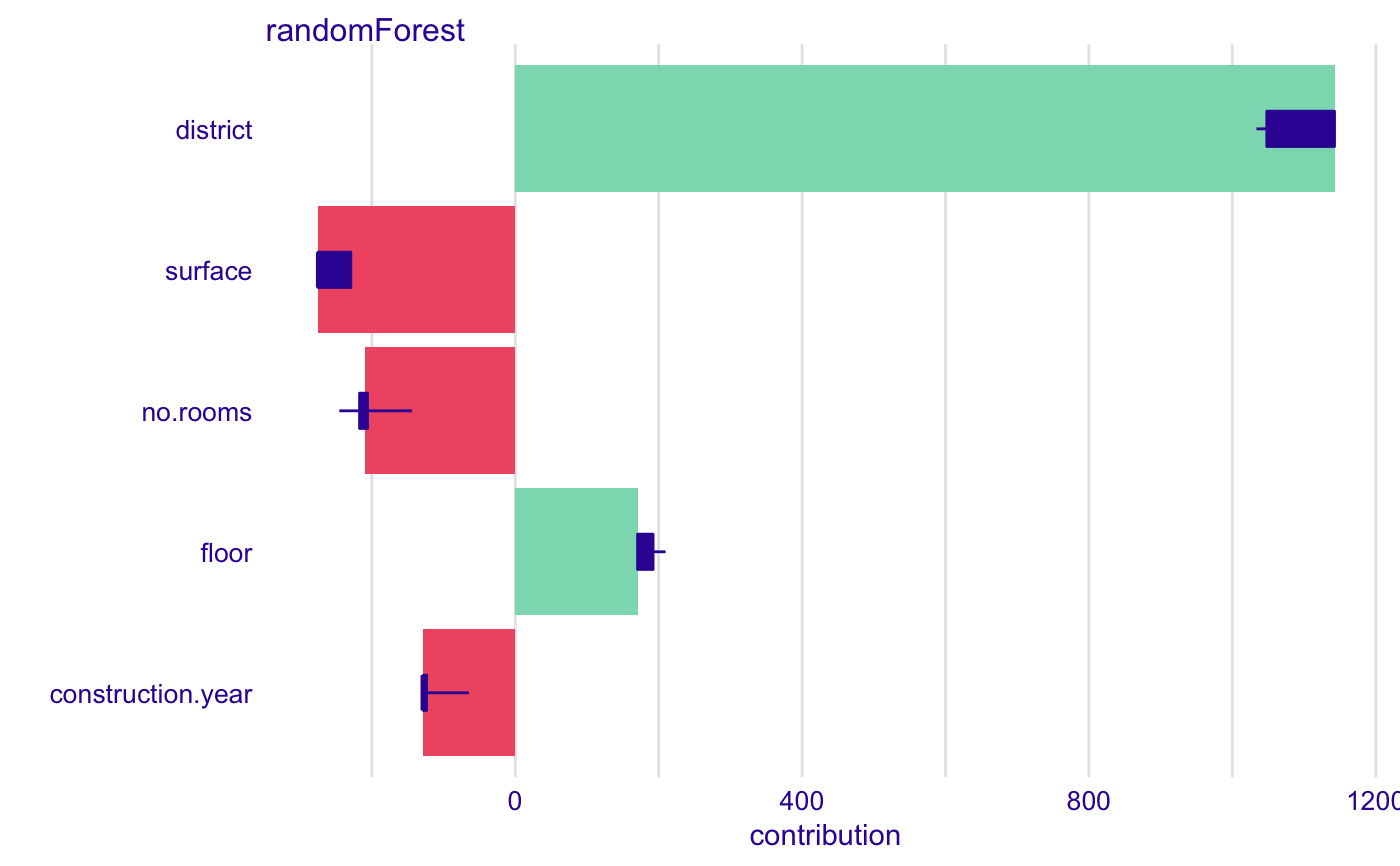 randomForest
district
surface
no.rooms
floor
construction.year
0 400 800 1200
contribution